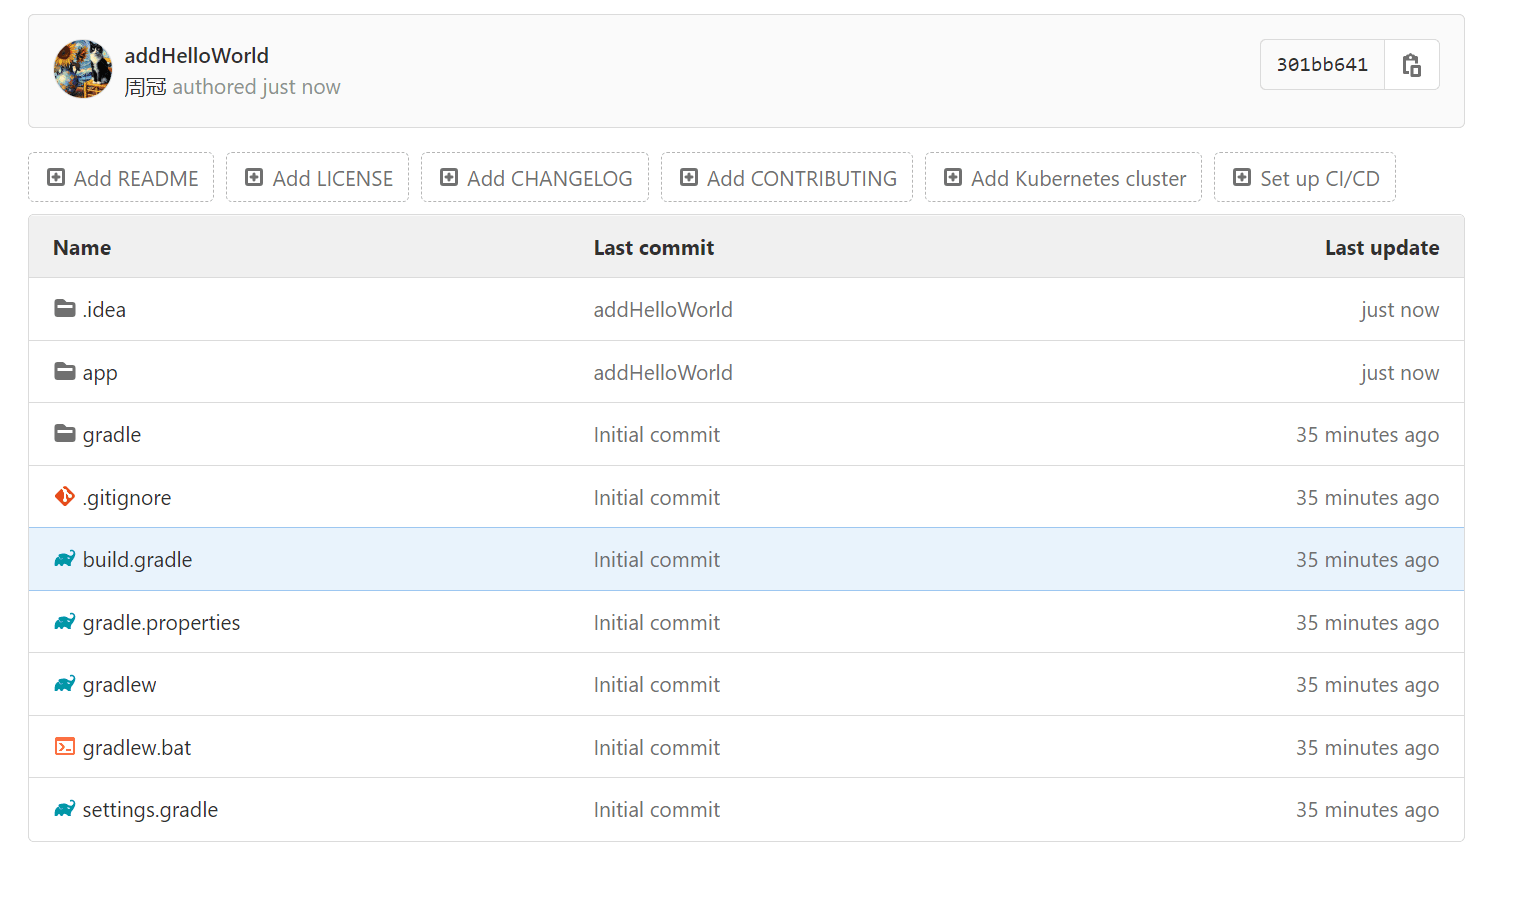 addHelloWorld
周冠 authored just now
301bb641
Add README Add LICENSE Add CHANGELOG Add CONTRIBUTING Add Kubernetes cluster Set up CI/CD
Name Last commit Last update
.idea addHelloWorld just now
app addHelloWorld just now
gradle Initial commit 35 minutes ago
.gitignore Initial commit 35 minutes ago
build.gradle Initial commit 35 minutes ago
gradle.properties Initial commit 35 minutes ago
gradlew Initial commit 35 minutes ago
gradlew.bat Initial commit 35 minutes ago
settings.gradle Initial commit 35 minutes ago